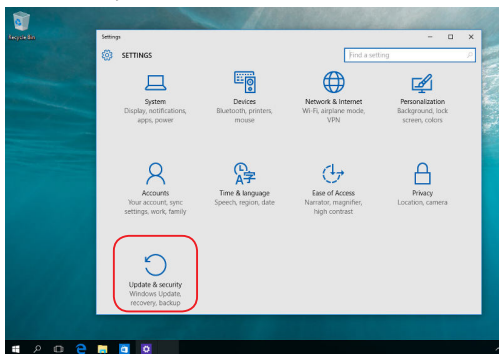 Recycle Bin
Settings
SETTINGS
Find a setting
System
Display, notifications,
apps, power
Devices
Bluetooth, printers,
mouse
Network & Internet
Wi-Fi, airplane mode,
VPN
Personalization
Background, lock
screen, colors
Accounts
Your account, sync
settings, work, family
Time & language
Speech, region, date
Ease of Access
Narrator, magnifier,
high contrast
Privacy
Location, camera
Update & security
Windows Update,
recovery, backup